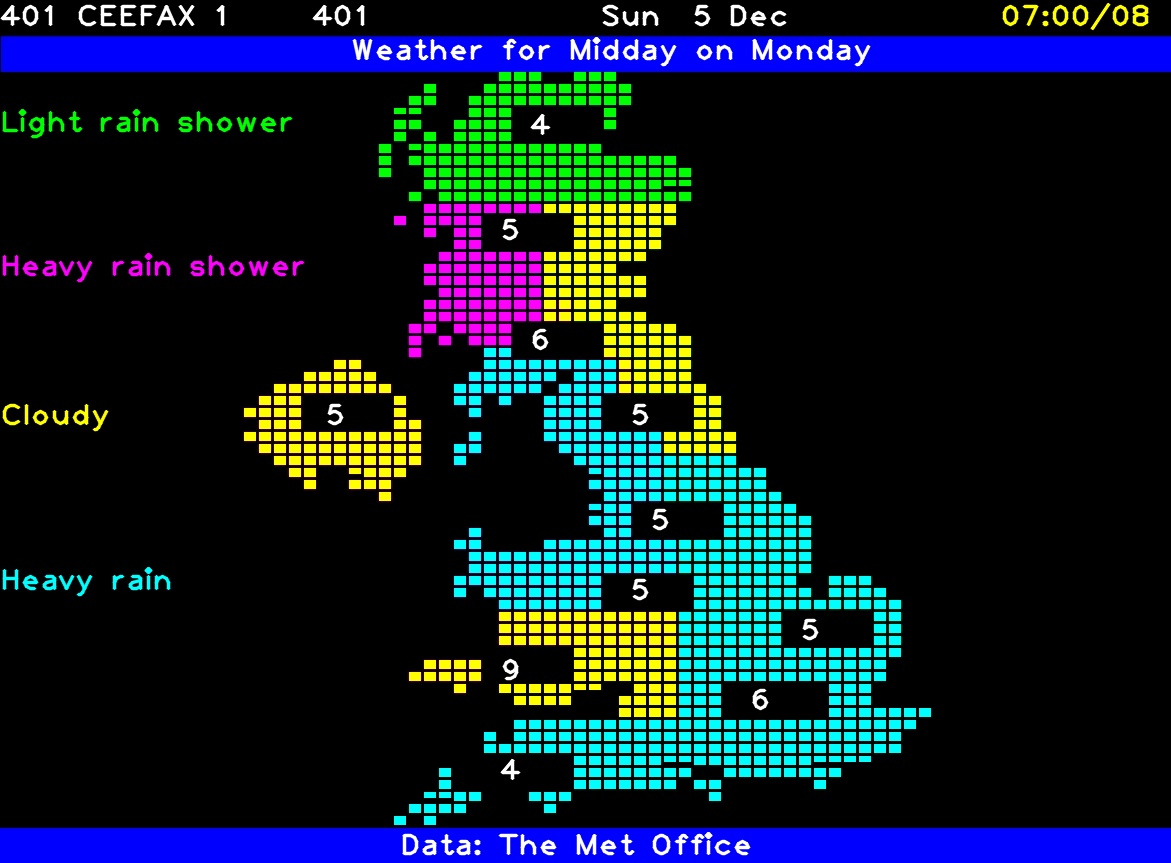 401 CEEFAX 1 401 Sun 5 Dec 07:00/08
Weather for Midday on Monday
Light rain shower
4
5
Heavy rain shower
6
Cloudy
5
5
5
Heavy rain
5
5
9
6
4
Data: The Met Office